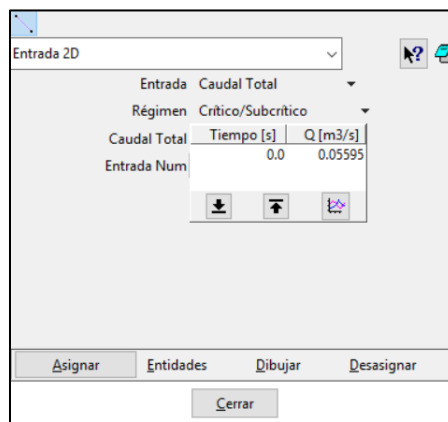 Entrada 2D
Entrada Caudal Total
Régimen Crítico/Subcrítico
Caudal Total Tiempo [s] Q [m3/s]
0.0 0.05595
Entrada Num
Asignar Entidades Dibujar Desasignar
Cerrar